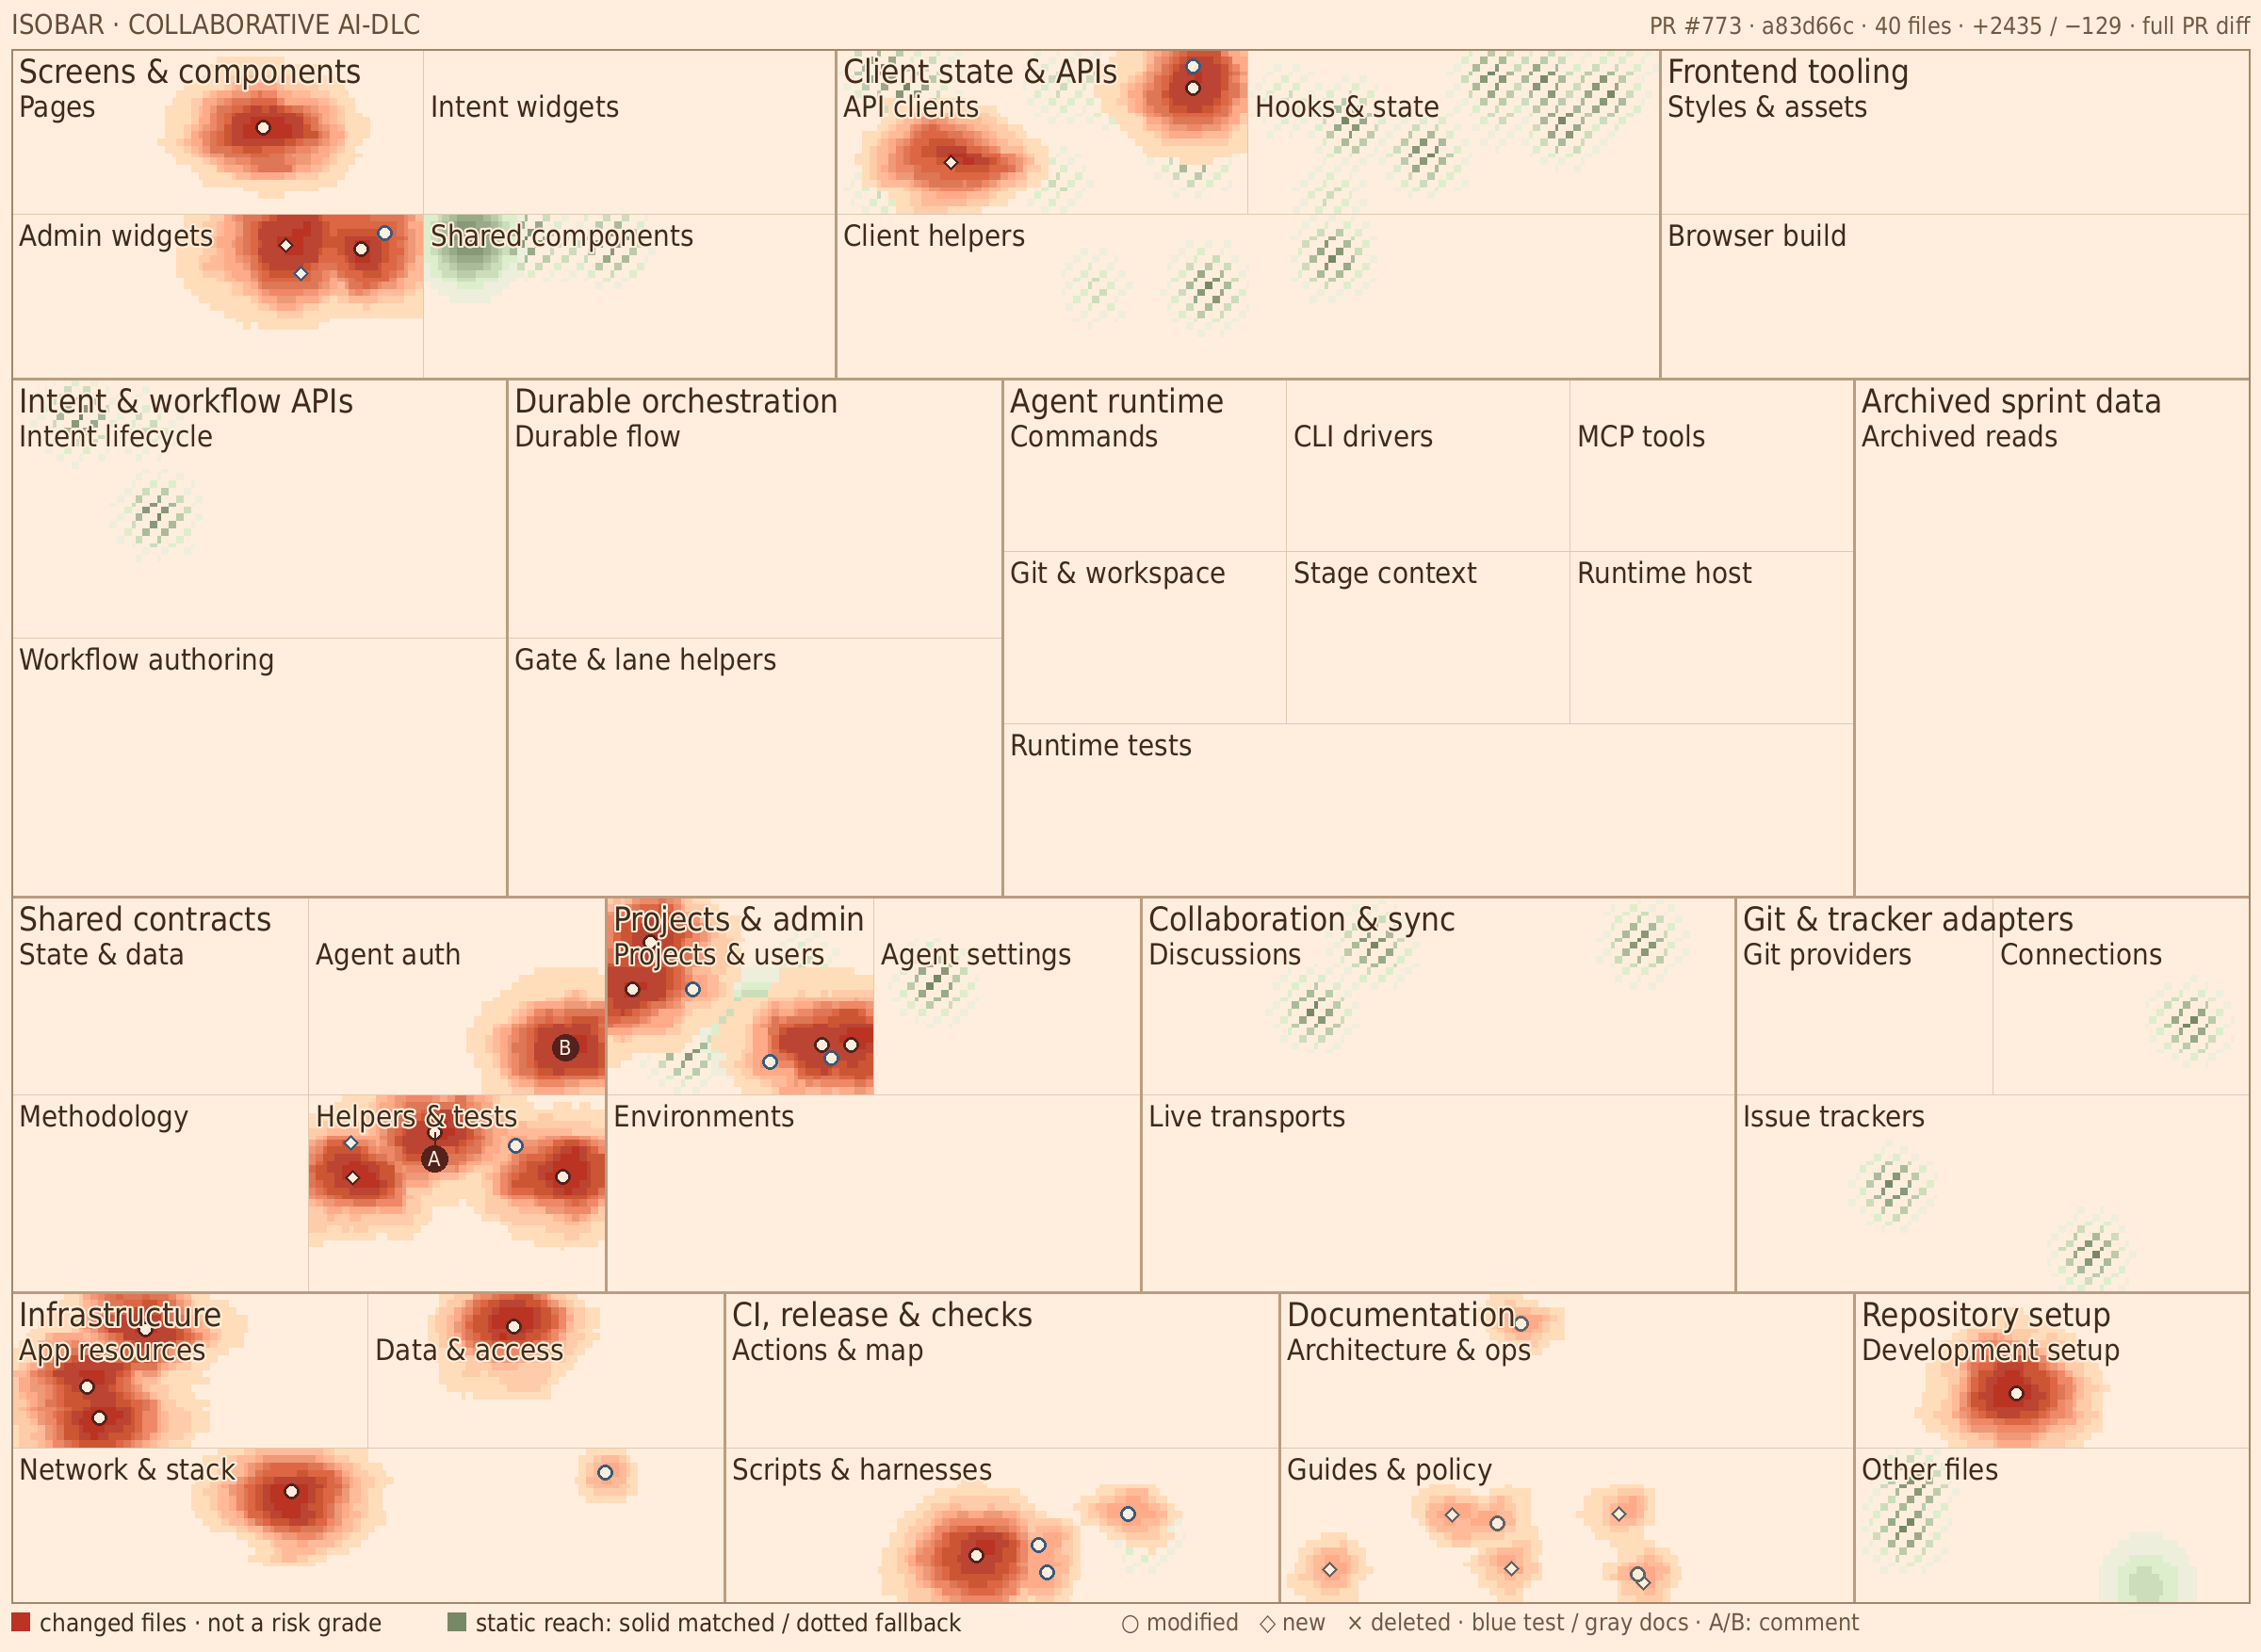 ISOBAR · COLLABORATIVE AI-DLC
PR #773 · a83d66c · 40 files · +2435 / −129 · full PR diff
Screens & components
Pages
Intent widgets
Admin widgets
Shared components
Client state & APIs
API clients
Hooks & state
Client helpers
Frontend tooling
Styles & assets
Browser build
Intent & workflow APIs
Intent lifecycle
Workflow authoring
Durable orchestration
Durable flow
Gate & lane helpers
Agent runtime
Commands
CLI drivers
MCP tools
Git & workspace
Stage context
Runtime host
Runtime tests
Archived sprint data
Archived reads
Shared contracts
State & data
Agent auth
B
Methodology
Helpers & tests
A
Projects & admin
Projects & users
Agent settings
Environments
Collaboration & sync
Discussions
Live transports
Git & tracker adapters
Git providers
Connections
Issue trackers
Infrastructure
App resources
Data & access
Network & stack
CI, release & checks
Actions & map
Scripts & harnesses
Documentation
Architecture & ops
Guides & policy
Repository setup
Development setup
Other files
changed files · not a risk grade
static reach: solid matched / dotted fallback
○ modified ◇ new × deleted · blue test / gray docs · A/B: comment